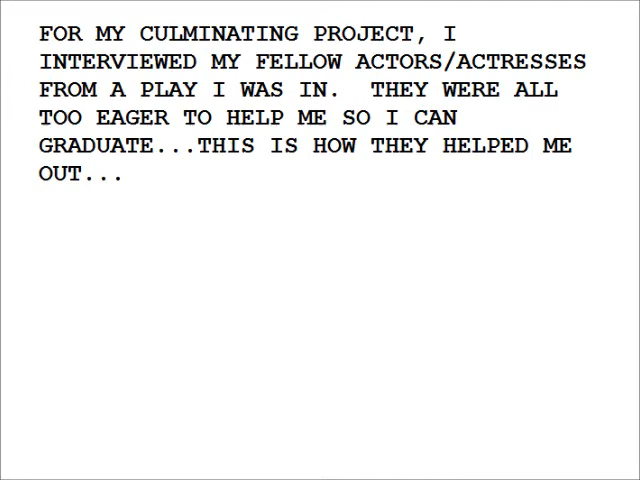 FOR MY CULMINATING PROJECT, I
INTERVIEWED MY FELLOW ACTORS/ACTRESSES
FROM A PLAY I WAS IN.  THEY WERE ALL
TOO EAGER TO HELP ME SO I CAN
GRADUATE...THIS IS HOW THEY HELPED ME
OUT...